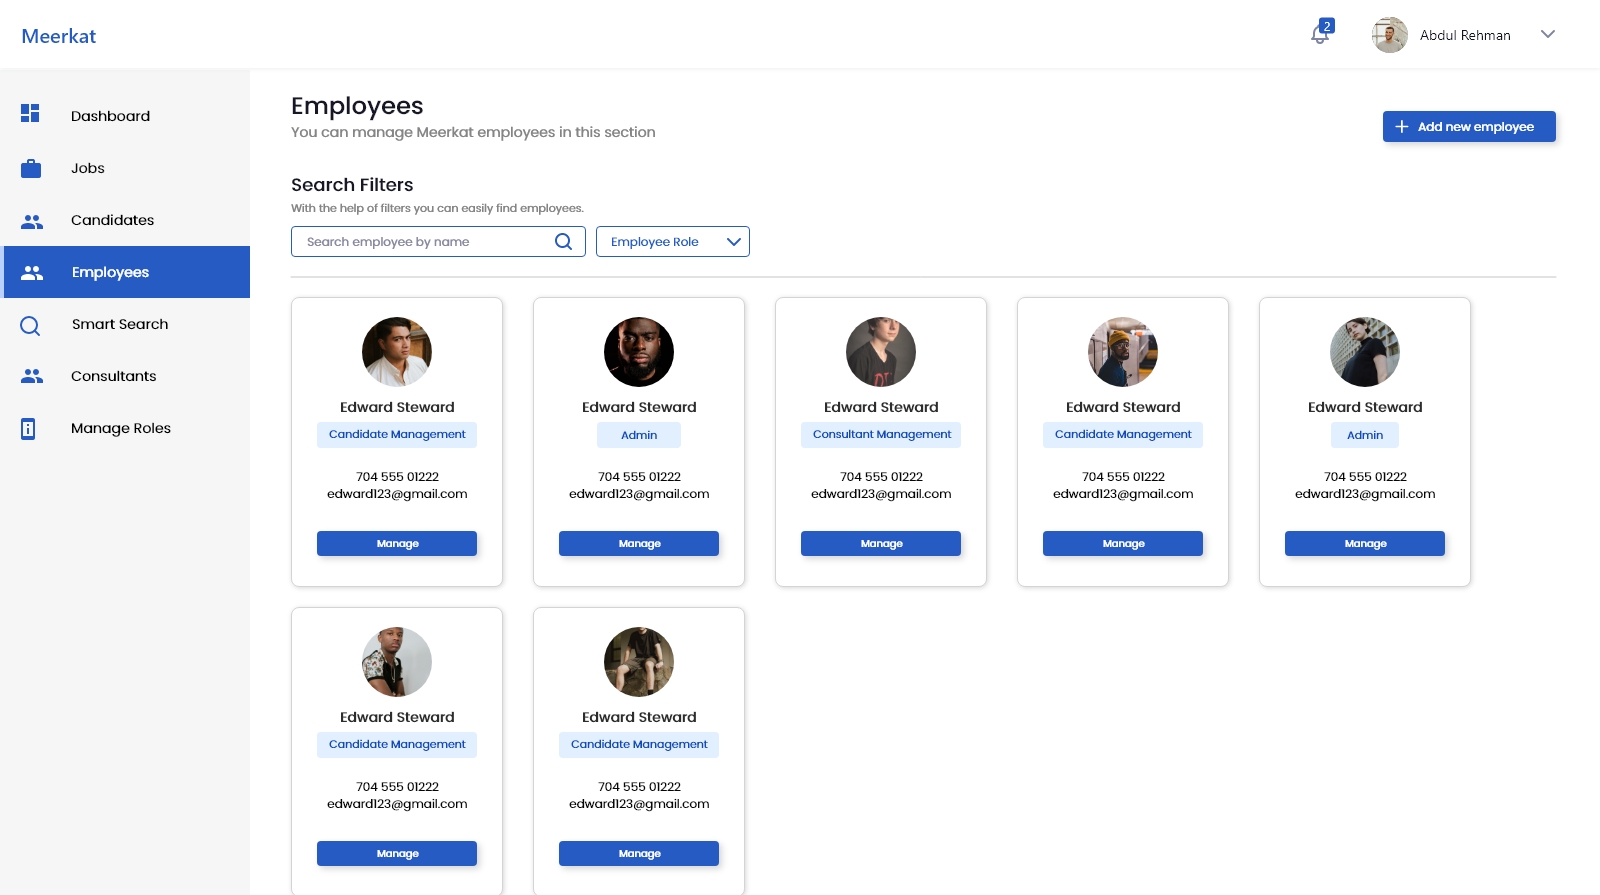 Meerkat
2
Abdul Rehman
Dashboard
Jobs
Candidates
Employees
Smart Search
Consultants
Manage Roles
Employees
You can manage Meerkat employees in this section
Add new employee
Search Filters
With the help of filters you can easily find employees.
Search employee by name
Employee Role
Edward Steward
Candidate Management
704 555 01222
edward123@gmail.com
Manage
Edward Steward
Admin
704 555 01222
edward123@gmail.com
Manage
Edward Steward
Consultant Management
704 555 01222
edward123@gmail.com
Manage
Edward Steward
Candidate Management
704 555 01222
edward123@gmail.com
Manage
Edward Steward
Admin
704 555 01222
edward123@gmail.com
Manage
Edward Steward
Candidate Management
704 555 01222
edward123@gmail.com
Manage
Edward Steward
Candidate Management
704 555 01222
edward123@gmail.com
Manage